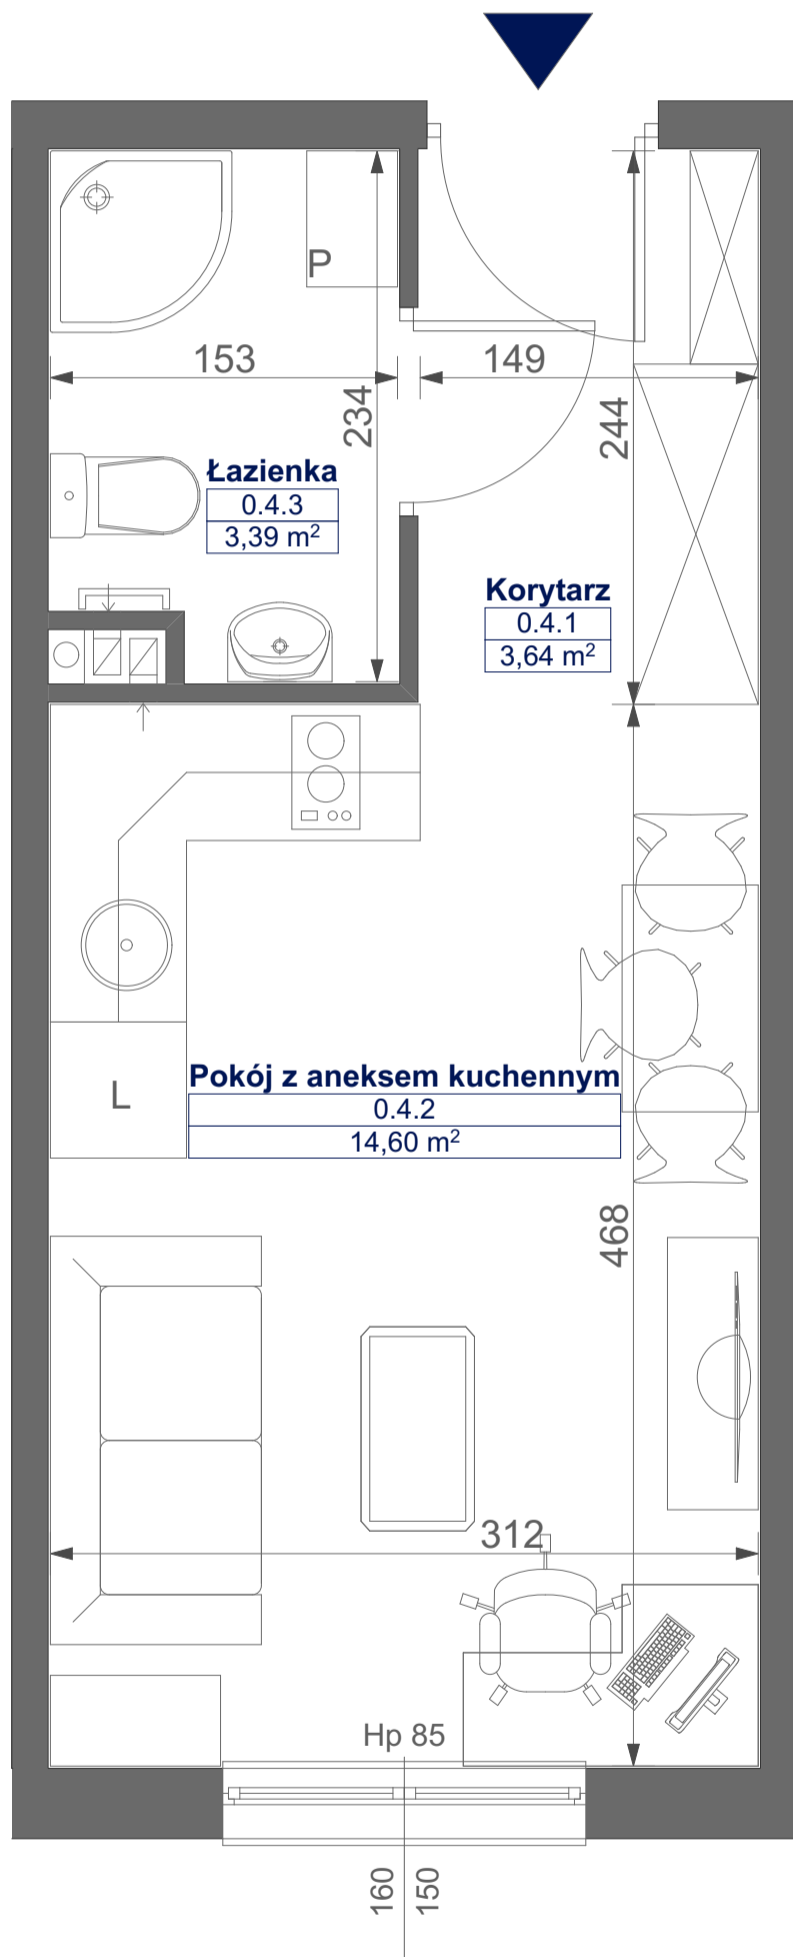 P
153
149
234
244
Łazienka
0.4.3
3,39 m²
Korytarz
0.4.1
3,64 m²
Pokój z aneksem kuchennym
0.4.2
14,60 m²
L
468
312
Hp 85
160
150